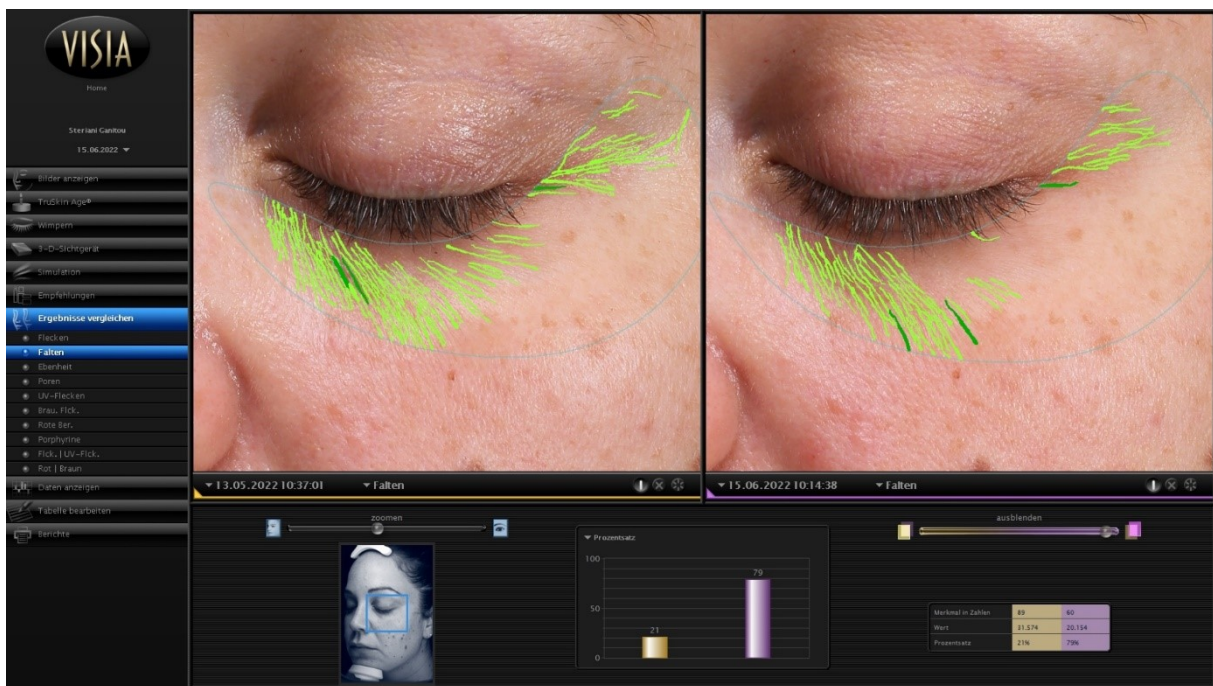 VISIA
Home
Steriani Ganitou
15.06.2022
Bilder anzeigen
TruSkin Age®
Wimpern
3-D-Sichtgerät
Simulation
Empfehlungen
Ergebnisse vergleichen
Flecken
Falten
Ebenheit
Poren
UV-Flecken
Brau. Flck.
Rote Ber.
Porphyrine
Flck. | UV-Flck.
Rot | Braun
Daten anzeigen
Tabelle bearbeiten
Berichte
13.05.2022 10:37:01 Falten
15.06.2022 10:14:38 Falten
zoomen
Prozentsatz
100
50
0
21
79
ausblenden
Merkmal in Zahlen 89 60
Wert 31.574 20.154
Prozentsatz 21% 79%